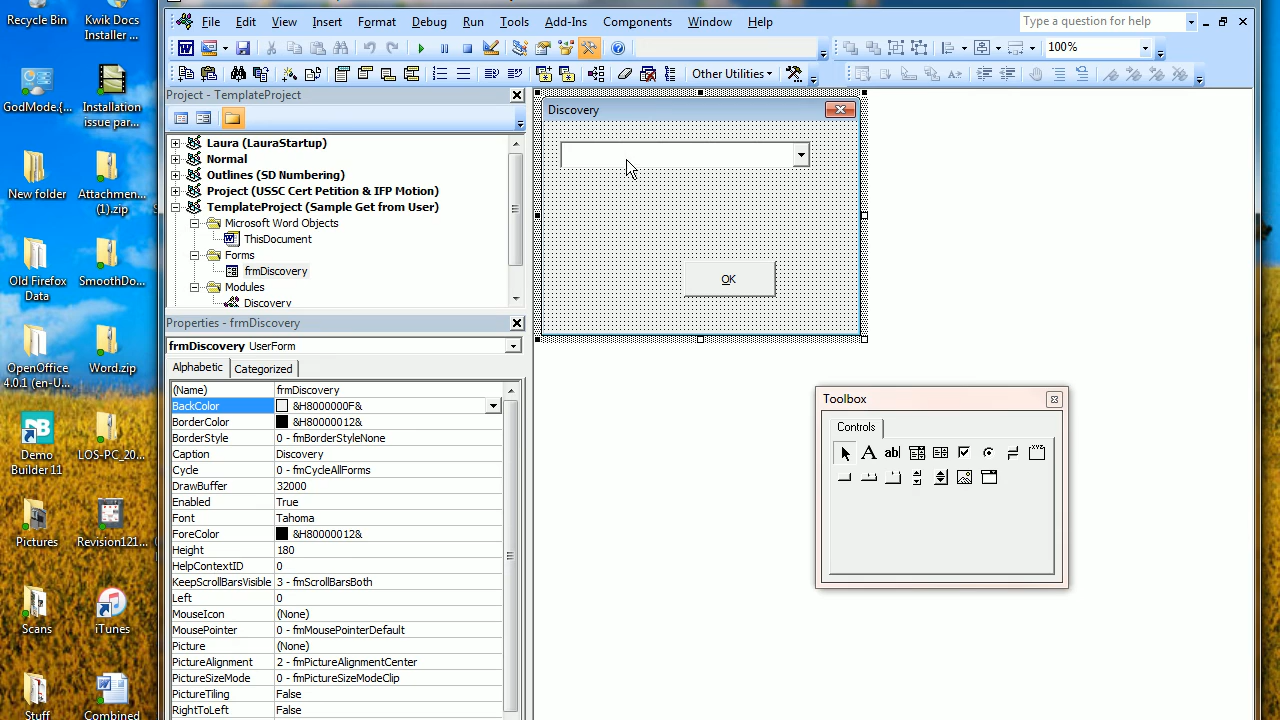 Recycle Bin
Kwik Docs
Installer ...
GodMode.{...
Installation
issue par...
New folder
Attachmen...
(1).zip
Old Firefox
Data
SmoothDo...
OpenOffice
4.0.1 (en-U...
Word.zip
Demo
Builder 11
LOS-PC_20...
Pictures
Revision121...
Scans
iTunes
Stuff
Combined
File Edit View Insert Format Debug Run Tools Add-Ins Components Window Help
Type a question for help
100%
Other Utilities
Project - TemplateProject
Laura (LauraStartup)
Normal
Outlines (SD Numbering)
Project (USSC Cert Petition & IFP Motion)
TemplateProject (Sample Get from User)
Microsoft Word Objects
ThisDocument
Forms
frmDiscovery
Modules
Discovery
Properties - frmDiscovery
frmDiscovery UserForm
Alphabetic Categorized
(Name) frmDiscovery
BackColor &H8000000F&
BorderColor &H80000012&
BorderStyle 0 - fmBorderStyleNone
Caption Discovery
Cycle 0 - fmCycleAllForms
DrawBuffer 32000
Enabled True
Font Tahoma
ForeColor &H80000012&
Height 180
HelpContextID 0
KeepScrollBarsVisible 3 - fmScrollBarsBoth
Left 0
MouseIcon (None)
MousePointer 0 - fmMousePointerDefault
Picture (None)
PictureAlignment 2 - fmPictureAlignmentCenter
PictureSizeMode 0 - fmPictureSizeModeClip
PictureTiling False
RightToLeft False
Discovery
OK
Toolbox
Controls
A
ab
XYZ